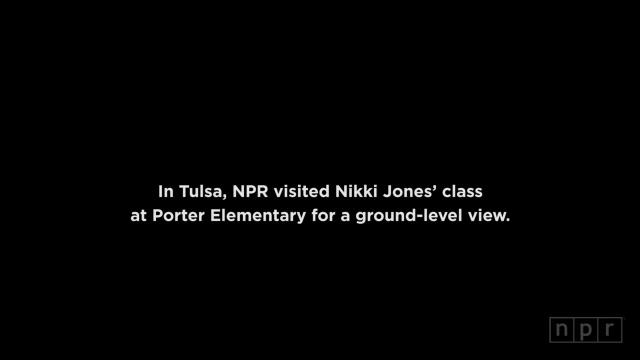 In Tulsa, NPR visited Nikki Jones’ class
at Porter Elementary for a ground-level view.
npr